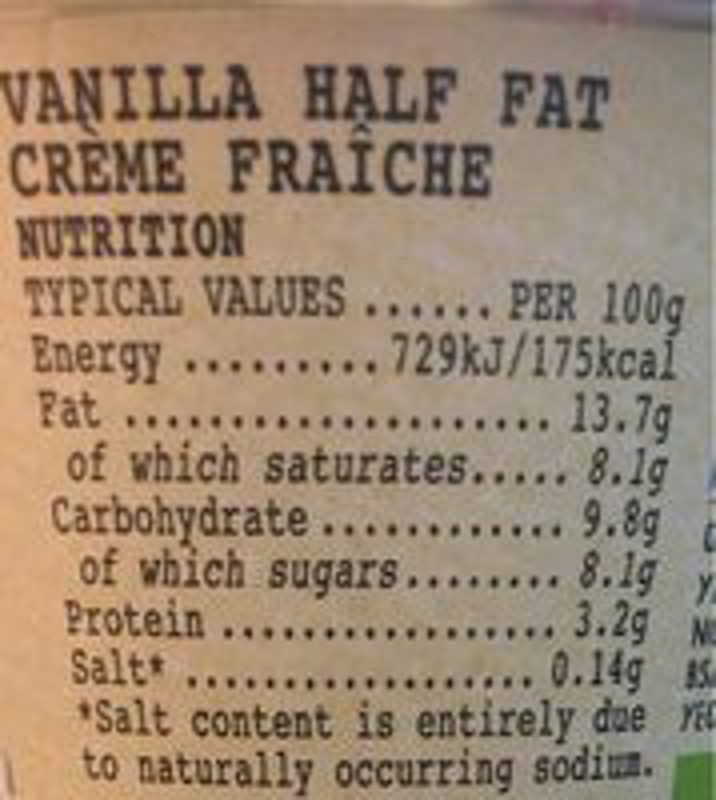 VANILLA HALF FAT
CRÈME FRAÎCHE
NUTRITION
TYPICAL VALUES ...... PER 100g
Energy ......... 729kJ/175kcal
Fat ..................... 13.7g
of which saturates..... 8.1g
Carbohydrate ............ 9.8g
of which sugars........ 8.1g
Protein ................. 3.2g
Salt* .................. 0.14g
*Salt content is entirely due
to naturally occurring sodium.